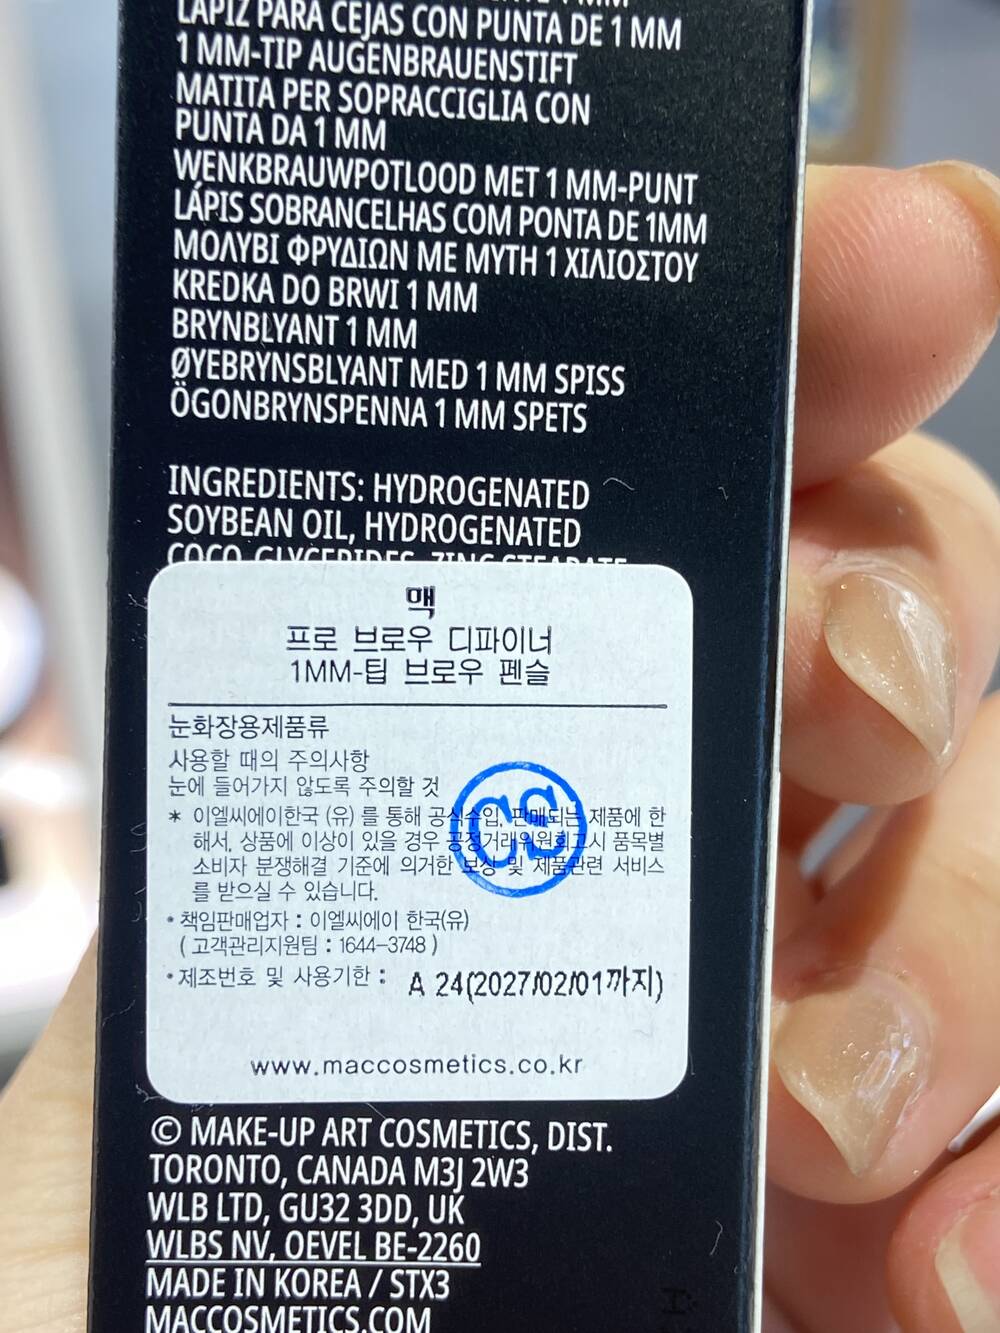 LÁPIZ PARA CEJAS CON PUNTA DE 1 MM
1 MM-TIP AUGENBRAUENSTIFT
MATITA PER SOPRACCIGLIA CON
PUNTA DA 1 MM
WENKBRAUWPOTLOOD MET 1 MM-PUNT
LÁPIS SOBRANCELHAS COM PONTA DE 1MM
ΜΟΛΥΒΙ ΦΡΥΔΙΩΝ ΜΕ ΜΥΤΗ 1 ΧΙΛΙΟΣΤΟΥ
KREDKA DO BRWI 1 MM
BRYNBLYANT 1 MM
ØYEBRYNSBLYANT MED 1 MM SPISS
ÖGONBRYNSPENNA 1 MM SPETS
INGREDIENTS: HYDROGENATED
SOYBEAN OIL, HYDROGENATED
COCO-GLYCERIDES, ZINC STEARATE
맥
프로 브로우 디파이너
1MM-팁 브로우 펜슬
눈화장용제품류
사용할 때의 주의사항
눈에 들어가지 않도록 주의할 것
* 이엘씨에이한국 (유) 를 통해 공식수입, 판매되는 제품에 한
해서, 상품에 이상이 있을 경우 공정거래위원회고시 품목별
소비자 분쟁해결 기준에 의거한 보상 및 제품관련 서비스
를 받으실 수 있습니다.
CS
• 책임판매업자 : 이엘씨에이 한국(유)
( 고객관리지원팀 : 1644-3748 )
• 제조번호 및 사용기한 : A 24(2027/02/01까지)
www.maccosmetics.co.kr
© MAKE-UP ART COSMETICS, DIST.
TORONTO, CANADA M3J 2W3
WLB LTD, GU32 3DD, UK
WLBS NV, OEVEL BE-2260
MADE IN KOREA / STX3
MACCOSMETICS.COM